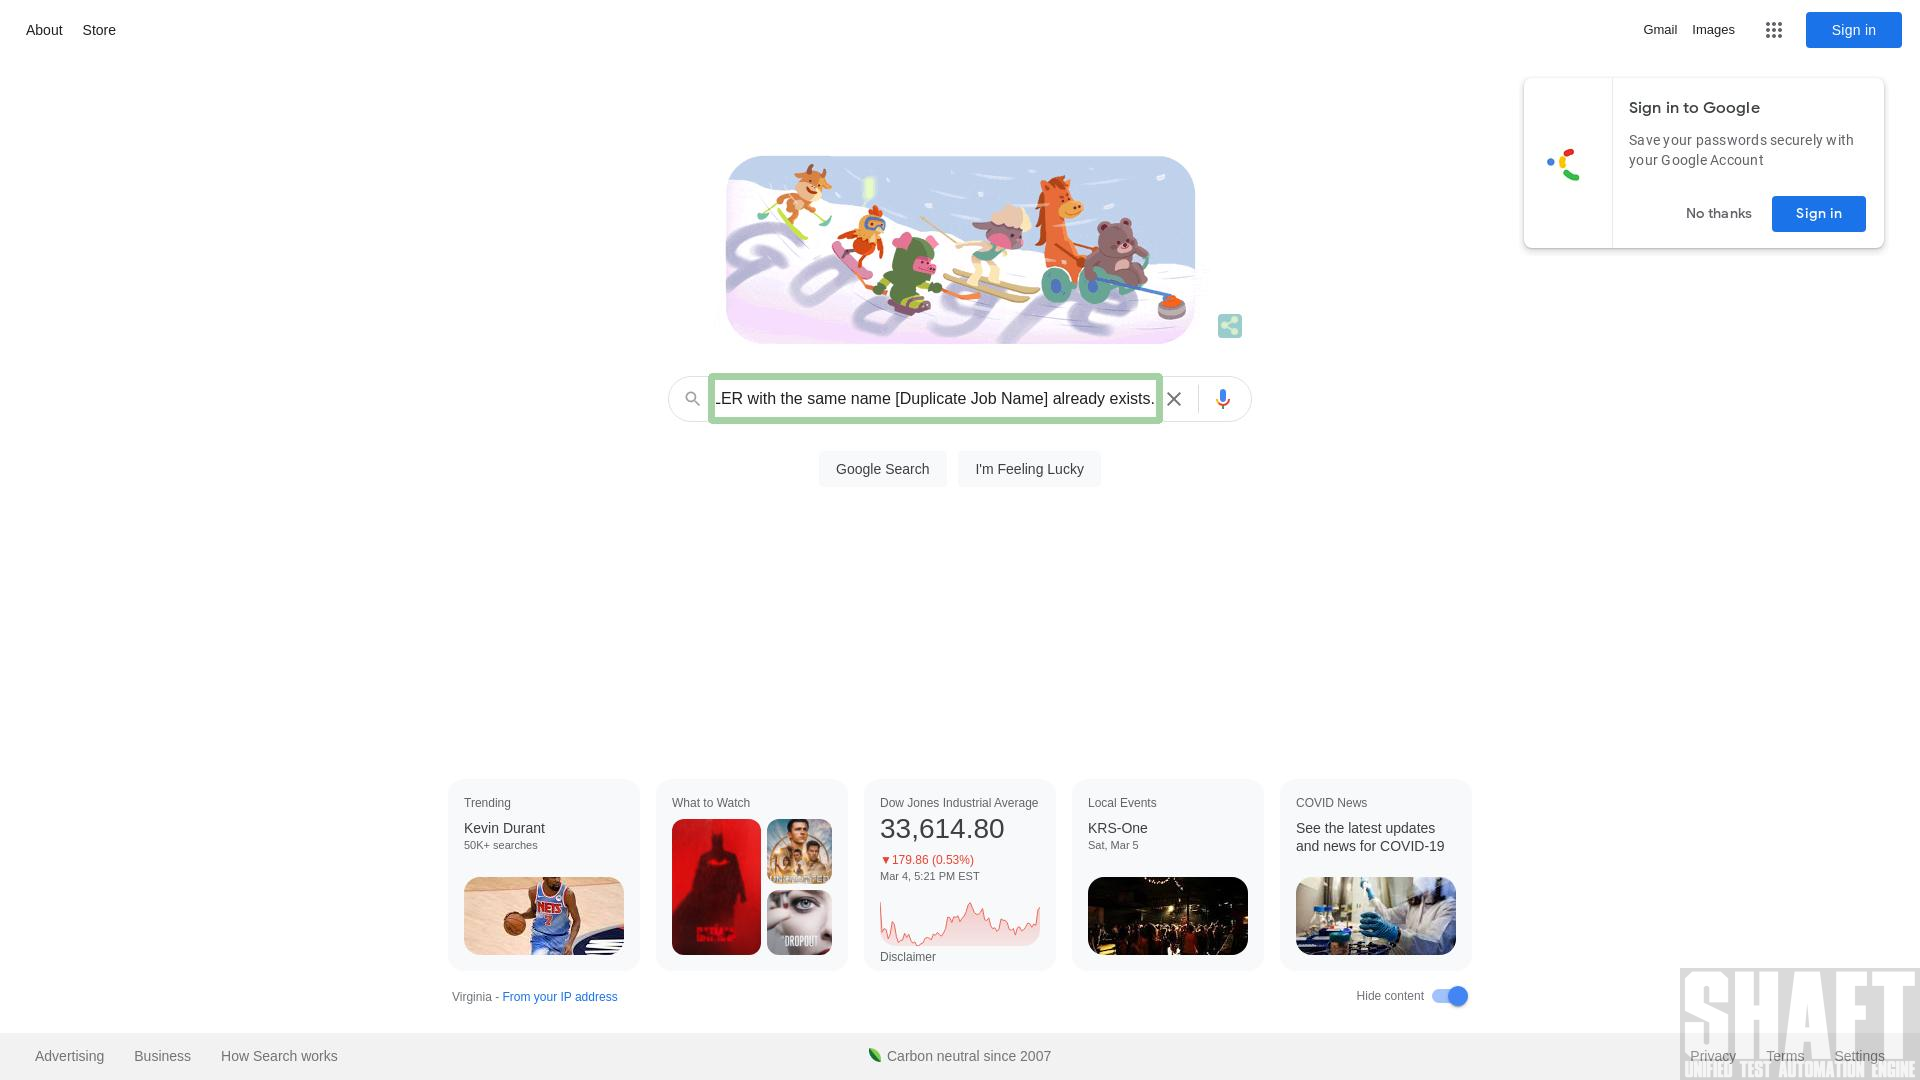 About Store
Gmail Images Sign in
Sign in to Google
Save your passwords securely with
your Google Account
No thanks Sign in
LER with the same name [Duplicate Job Name] already exists.
Google Search I'm Feeling Lucky
Trending
Kevin Durant
50K+ searches
NETS
7
What to Watch
DROPOUT
Dow Jones Industrial Average
33,614.80
▼179.86 (0.53%)
Mar 4, 5:21 PM EST
Disclaimer
Local Events
KRS-One
Sat, Mar 5
COVID News
See the latest updates
and news for COVID-19
Virginia - From your IP address
Hide content
Advertising Business How Search works
Carbon neutral since 2007
Privacy Terms Settings
SHAFT
UNIFIED TEST AUTOMATION ENGINE